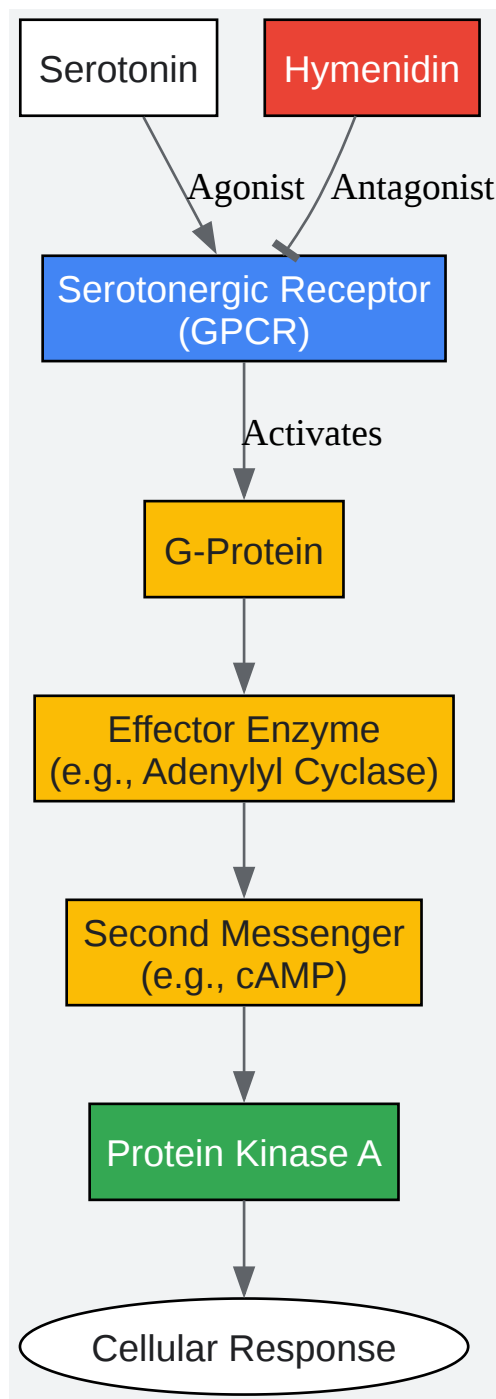 Serotonin
Hymenidin
Agonist
Antagonist
Serotonergic Receptor
(GPCR)
Activates
G-Protein
Effector Enzyme
(e.g., Adenylyl Cyclase)
Second Messenger
(e.g., cAMP)
Protein Kinase A
Cellular Response